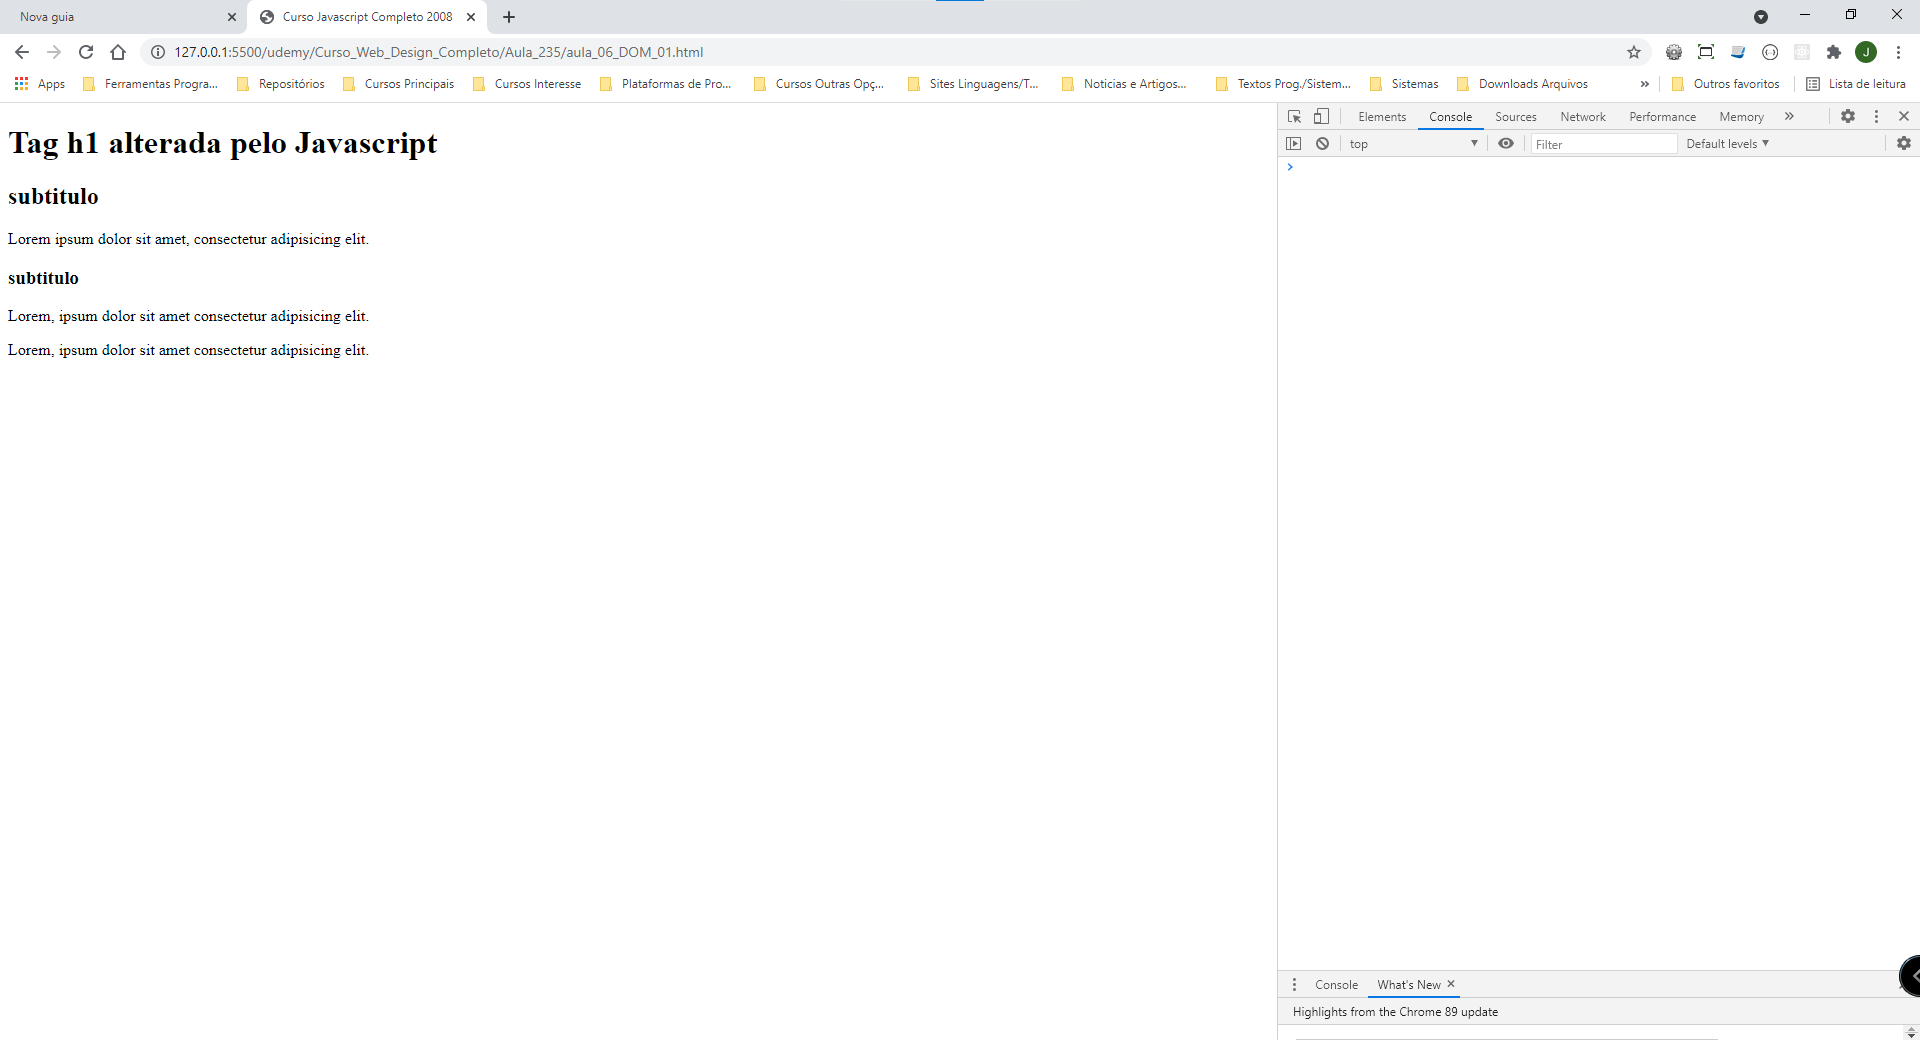 Nova guia
Curso Javascript Completo 2008
127.0.0.1:5500/udemy/Curso_Web_Design_Completo/Aula_235/aula_06_DOM_01.html
J
Apps Ferramentas Progra... Repositórios Cursos Principais Cursos Interesse Plataformas de Pro... Cursos Outras Opç... Sites Linguagens/T... Noticias e Artigos... Textos Prog./Sistem... Sistemas Downloads Arquivos » Outros favoritos Lista de leitura
Tag h1 alterada pelo Javascript
subtitulo
Lorem ipsum dolor sit amet, consectetur adipisicing elit.
subtitulo
Lorem, ipsum dolor sit amet consectetur adipisicing elit.
Lorem, ipsum dolor sit amet consectetur adipisicing elit.
Elements Console Sources Network Performance Memory »
top Filter Default levels
Console What's New
Highlights from the Chrome 89 update